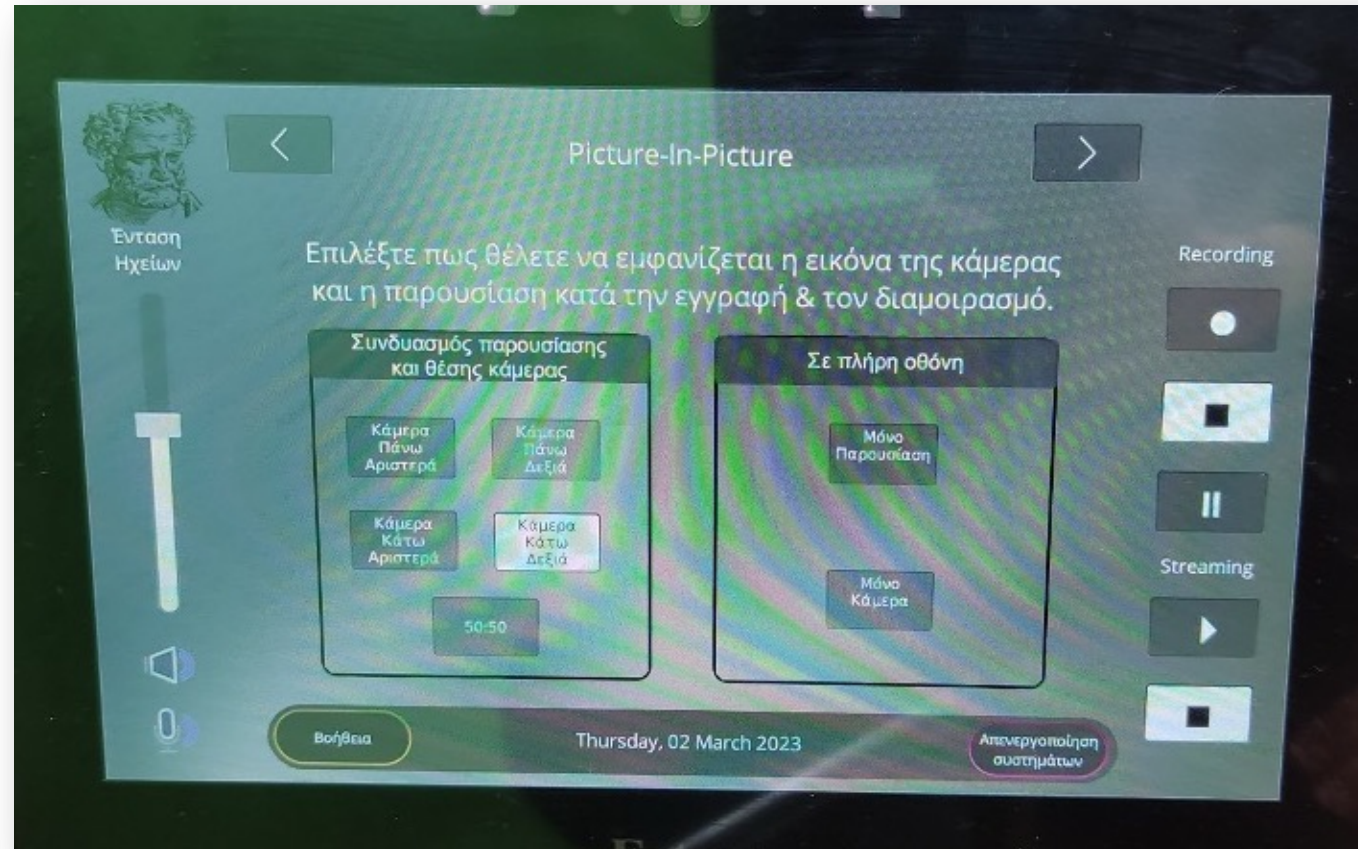 Picture-In-Picture
Ένταση
Ηχείων
Επιλέξτε πως θέλετε να εμφανίζεται η εικόνα της κάμερας
και η παρουσίαση κατά την εγγραφή & τον διαμοιρασμό.
Συνδυασμός παρουσίασης
και θέσης κάμερας
Κάμερα
Πάνω
Αριστερά
Κάμερα
Πάνω
Δεξιά
Κάμερα
Κάτω
Αριστερά
Κάμερα
Κάτω
Δεξιά
50:50
Σε πλήρη οθόνη
Μόνο
Παρουσίαση
Μόνο
Κάμερα
Recording
Streaming
Βοήθεια
Thursday, 02 March 2023
Απενεργοποίηση
συστημάτων